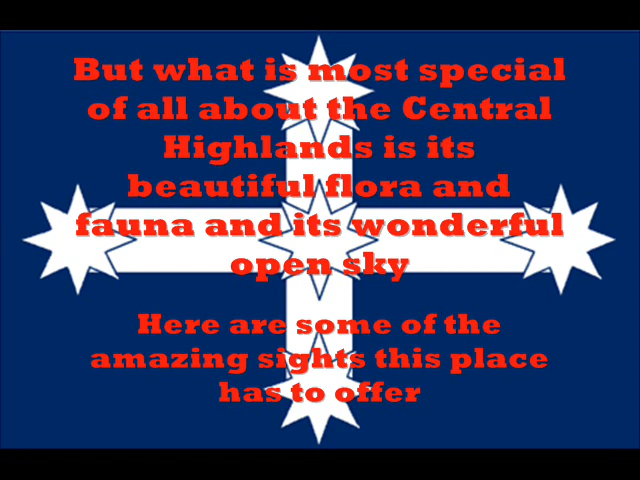 But what is most special
of all about the Central
Highlands is its
beautiful flora and
fauna and its wonderful
open sky
Here are some of the
amazing sights this place
has to offer